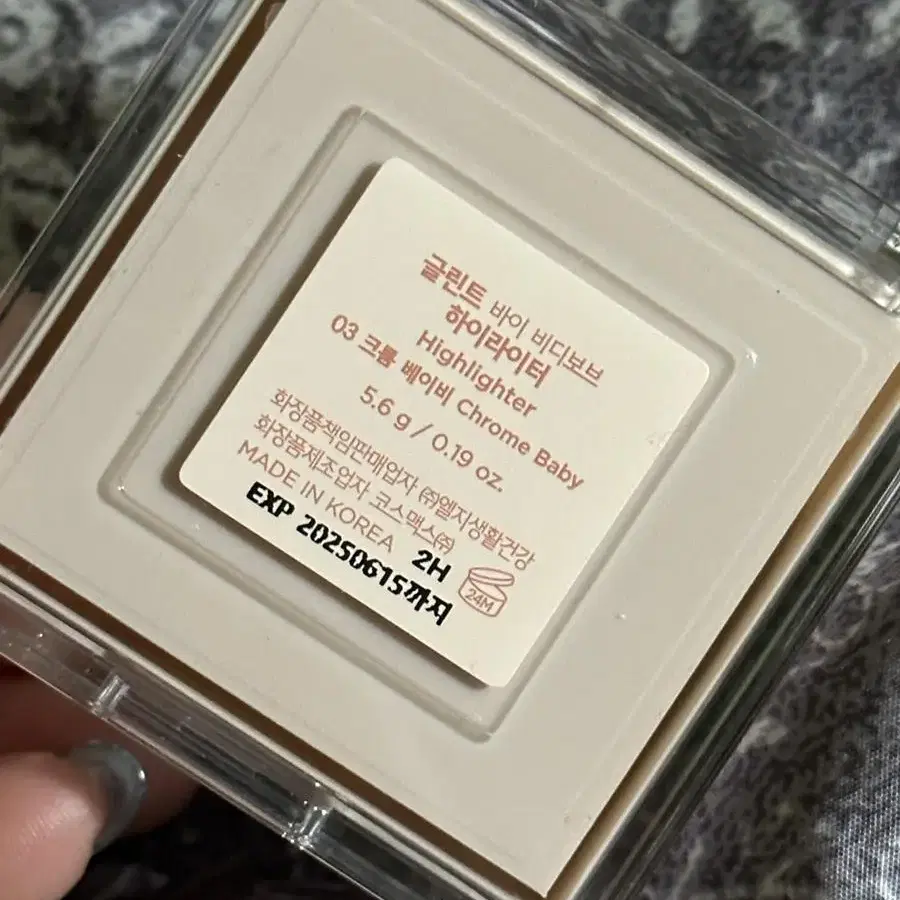 글린트 바이 비디보브
하이라이터
Highlighter
03 크롬 베이비 Chrome Baby
5.6 g / 0.19 oz.
화장품책임판매업자 ㈜엘지생활건강
화장품제조업자 코스맥스㈜
MADE IN KOREA 2H
EXP 20250615까지
24M